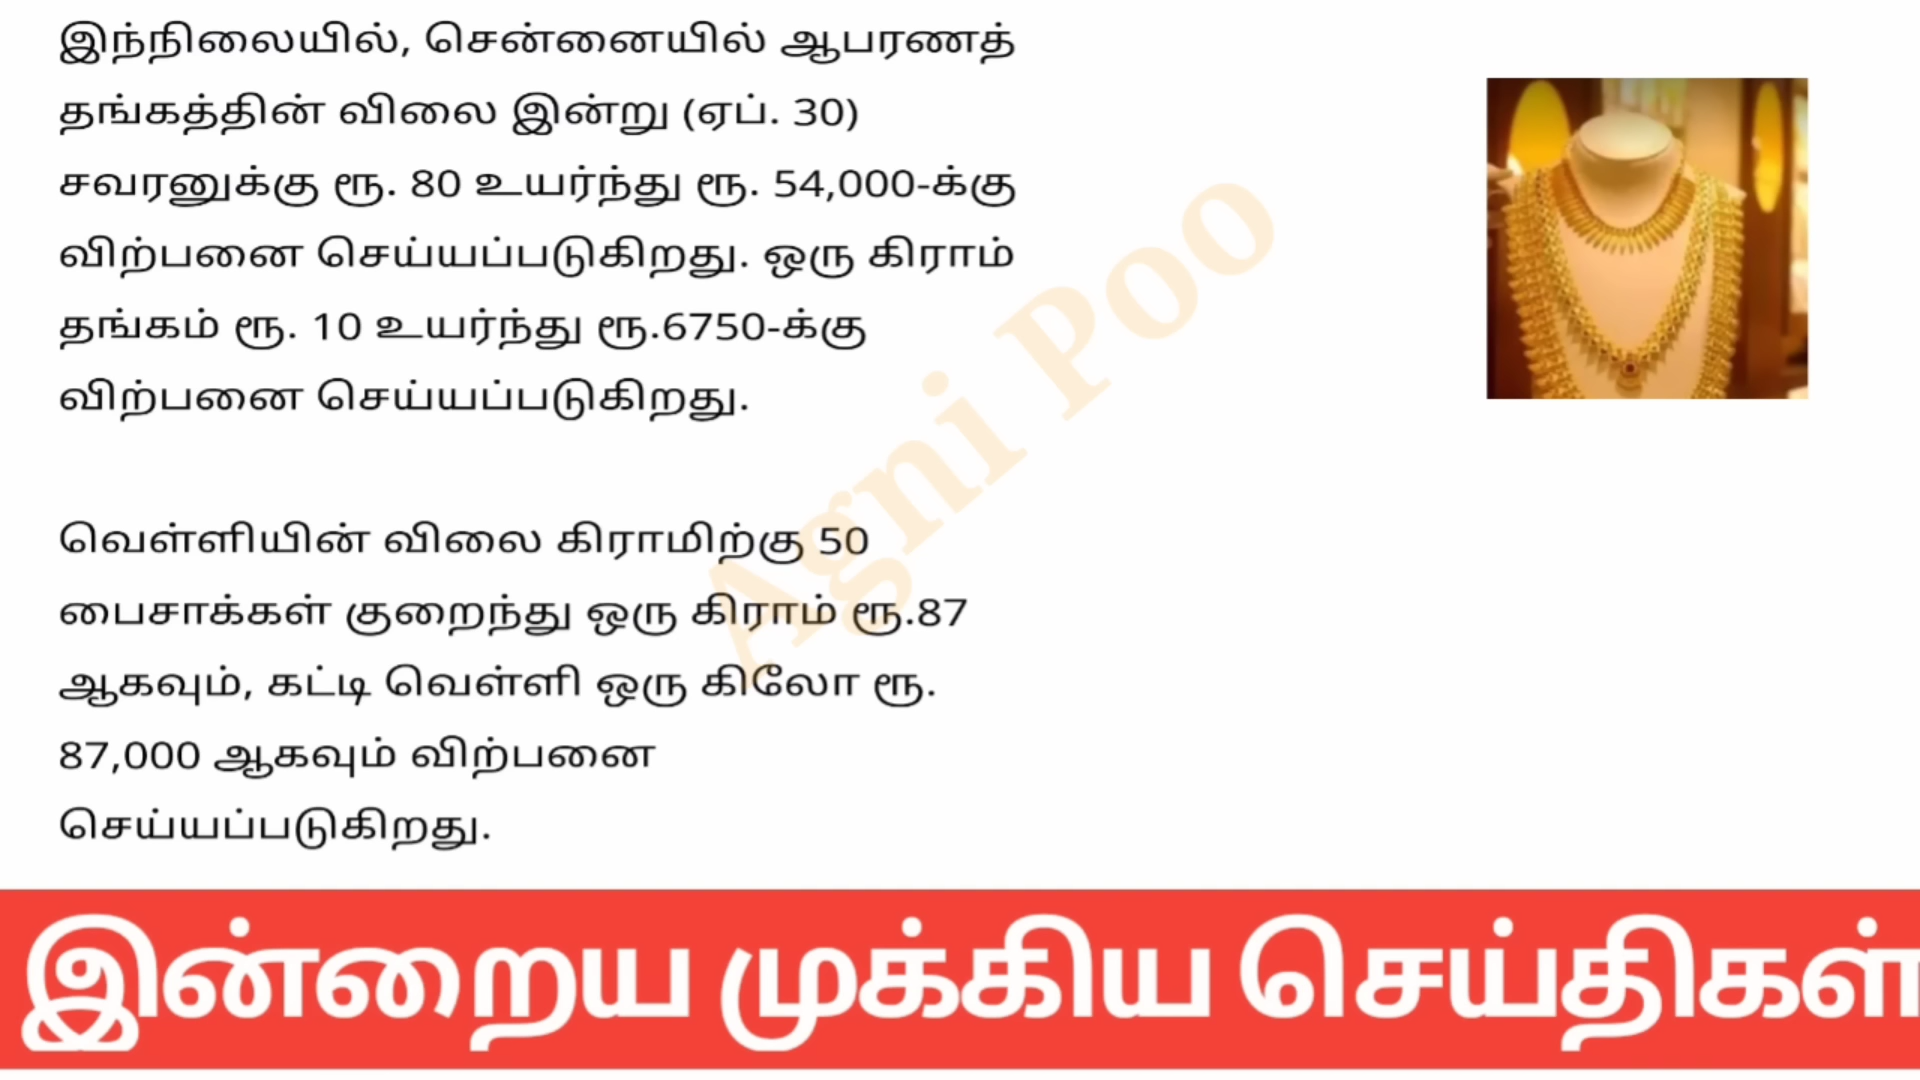 இந்நிலையில், சென்னையில் ஆபரணத்
தங்கத்தின் விலை இன்று (ஏப். 30)
சவரனுக்கு ரூ. 80 உயர்ந்து ரூ. 54,000-க்கு
விற்பனை செய்யப்படுகிறது. ஒரு கிராம்
தங்கம் ரூ. 10 உயர்ந்து ரூ.6750-க்கு
விற்பனை செய்யப்படுகிறது.
வெள்ளியின் விலை கிராமிற்கு 50
பைசாக்கள் குறைந்து ஒரு கிராம் ரூ.87
ஆகவும், கட்டி வெள்ளி ஒரு கிலோ ரூ.
87,000 ஆகவும் விற்பனை
செய்யப்படுகிறது.
Agni Poo
இன்றைய முக்கிய செய்திகள்